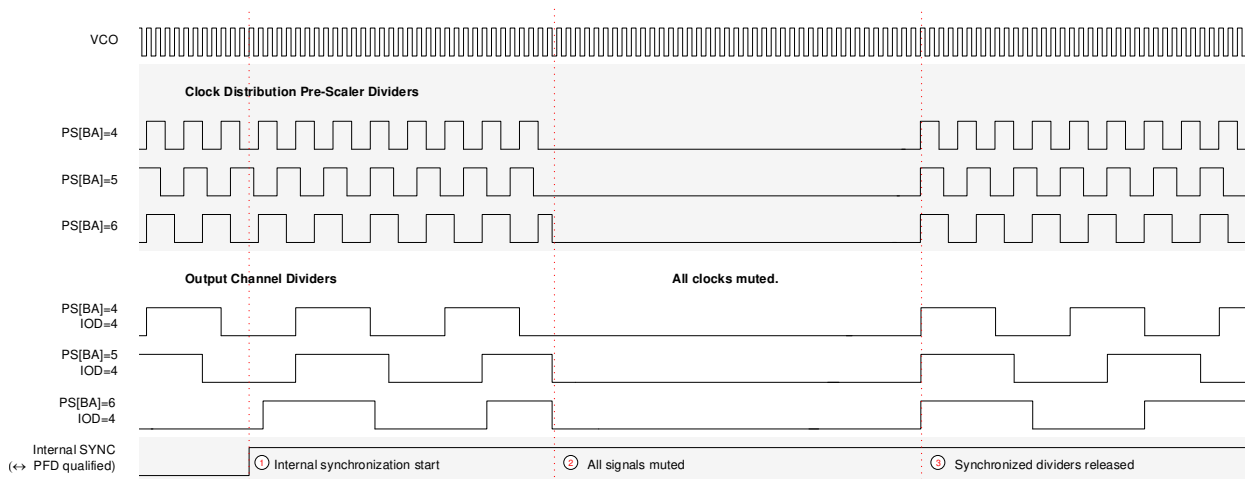 VCO
Clock Distribution Pre-Scaler Dividers
PS[BA]=4
PS[BA]=5
PS[BA]=6
Output Channel Dividers
All clocks muted.
PS[BA]=4
IOD=4
PS[BA]=5
IOD=4
PS[BA]=6
IOD=4
Internal SYNC
(↔ PFD qualified)
1 Internal synchronization start
2 All signals muted
3 Synchronized dividers released